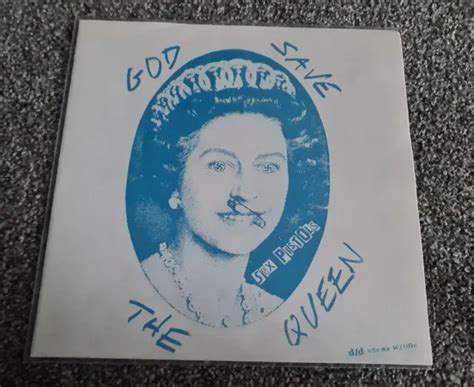 GOD SAVE
THE QUEEN
SEX PISTOLS
d/d